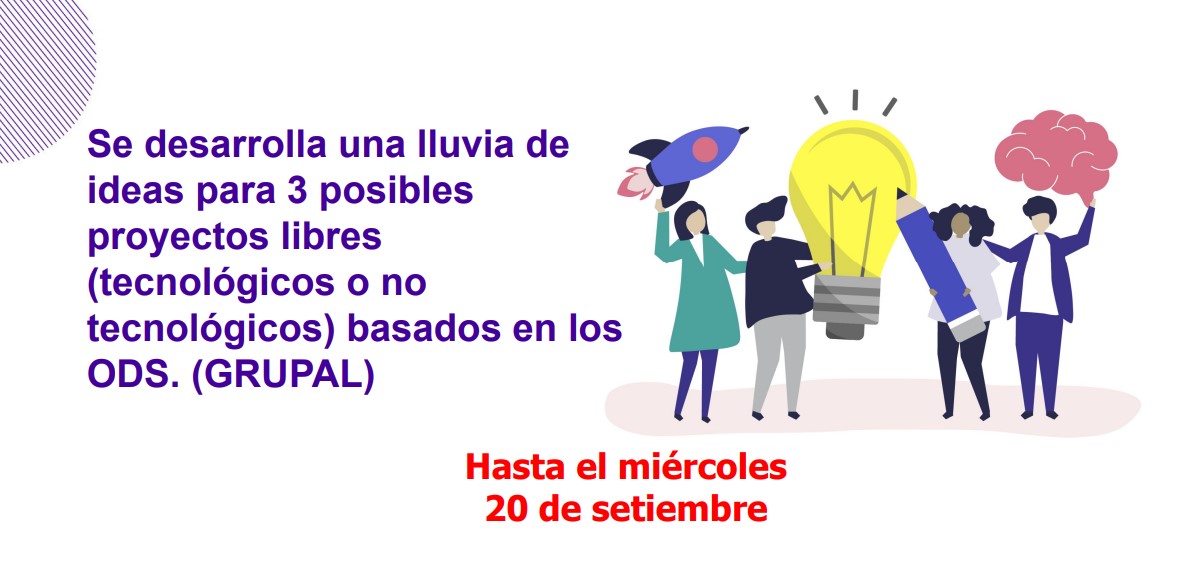 Se desarrolla una lluvia de
ideas para 3 posibles
proyectos libres
(tecnológicos o no
tecnológicos) basados en los
ODS. (GRUPAL)
Hasta el miércoles
20 de setiembre